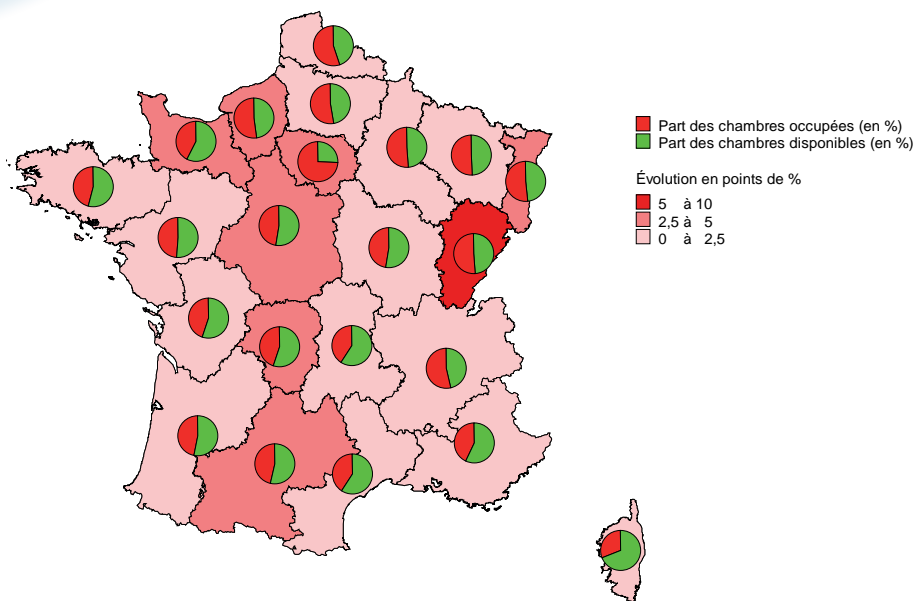 Part des chambres occupées (en %)
Part des chambres disponibles (en %)
Évolution en points de %
5 à 10
2,5 à 5
0 à 2,5